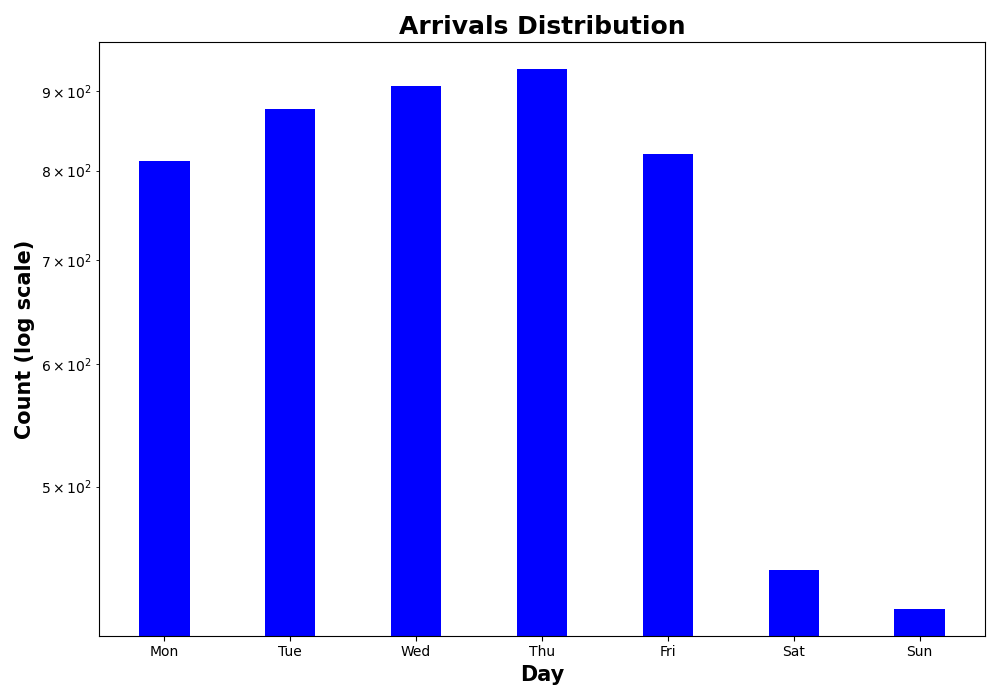 Arrivals Distribution
Count (log scale)
9 × 10²
8 × 10²
7 × 10²
6 × 10²
5 × 10²
Mon Tue Wed Thu Fri Sat Sun
Day